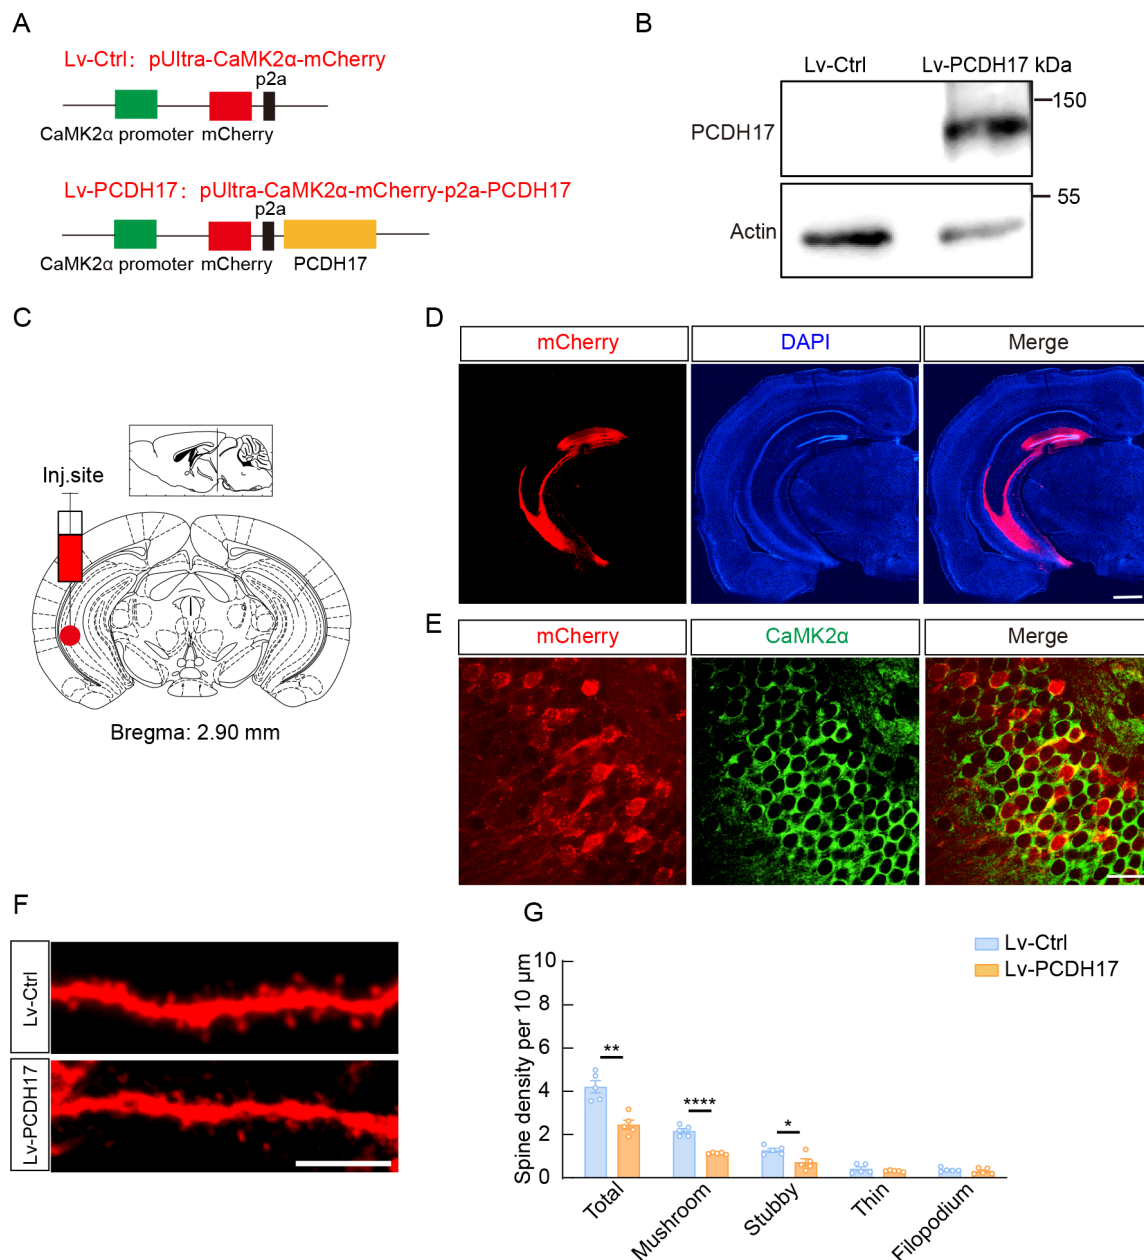 A
Lv-Ctrl: pUltra-CaMK2α-mCherry
p2a
CaMK2α promoter mCherry
Lv-PCDH17: pUltra-CaMK2α-mCherry-p2a-PCDH17
p2a
CaMK2α promoter mCherry PCDH17
B
Lv-Ctrl Lv-PCDH17 kDa
150
PCDH17
55
Actin
C
Inj.site
Bregma: 2.90 mm
D
mCherry DAPI Merge
E
mCherry CaMK2α Merge
F
Lv-Ctrl
Lv-PCDH17
G
Lv-Ctrl
Lv-PCDH17
Spine density per 10 μm
10
8
6
4
2
0
**
****
*
Total
Mushroom
Stubby
Thin
Filopodium